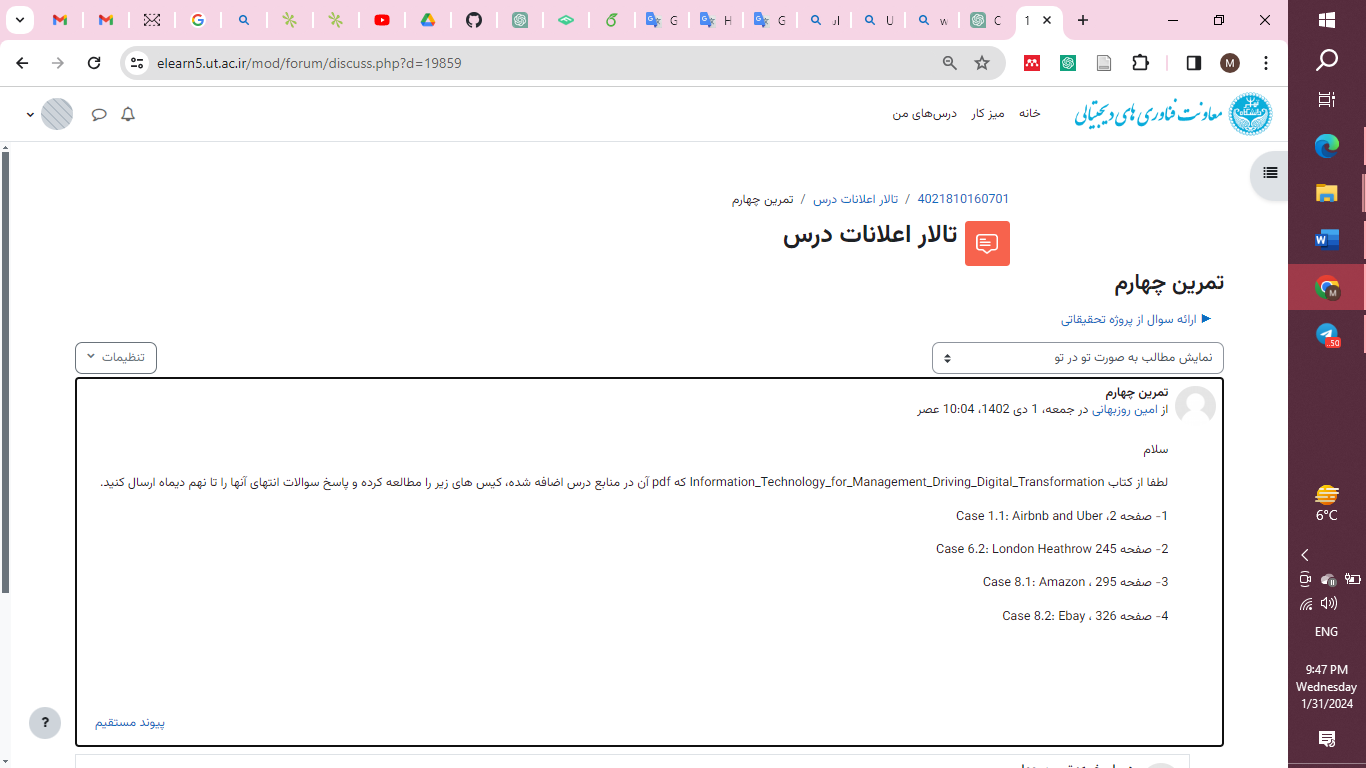 G
H
G
ال
U
w
C
1
elearn5.ut.ac.ir/mod/forum/discuss.php?d=19859
M
معاونت فناوری های دیجیتالی
خانه
میز کار
درس‌های من
4021810160701 / تالار اعلانات درس / تمرین چهارم
تالار اعلانات درس
تمرین چهارم
ارائه سوال از پروژه تحقیقاتی
نمایش مطالب به صورت تو در تو
تنظیمات
تمرین چهارم
از امین روزبهانی در جمعه، 1 دی 1402، 10:04 عصر
سلام
لطفا از کتاب Information_Technology_for_Management_Driving_Digital_Transformation که pdf آن در منابع درس اضافه شده، کیس های زیر را مطالعه کرده و پاسخ سوالات انتهای آنها را تا نهم دیماه ارسال کنید.
1- صفحه 2، Case 1.1: Airbnb and Uber
2- صفحه 245 Case 6.2: London Heathrow
3- صفحه 295 ، Case 8.1: Amazon
4- صفحه 326 ، Case 8.2: Ebay
پیوند مستقیم
?
W
M
.50
6°C
ENG
9:47 PM
Wednesday
1/31/2024